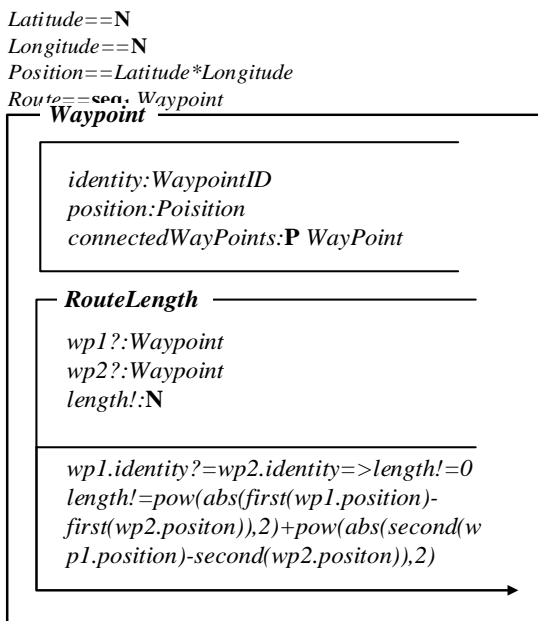 Latitude==N
Longitude==N
Position==Latitude*Longitude
Route==seq₁ Waypoint
Waypoint
identity:WaypointID
position:Poisition
connectedWayPoints:P WayPoint
RouteLength
wp1?:Waypoint
wp2?:Waypoint
length!:N
wp1.identity?=wp2.identity=>length!=0
length!=pow(abs(first(wp1.position)-
first(wp2.positon)),2)+pow(abs(second(w
p1.position)-second(wp2.positon)),2)